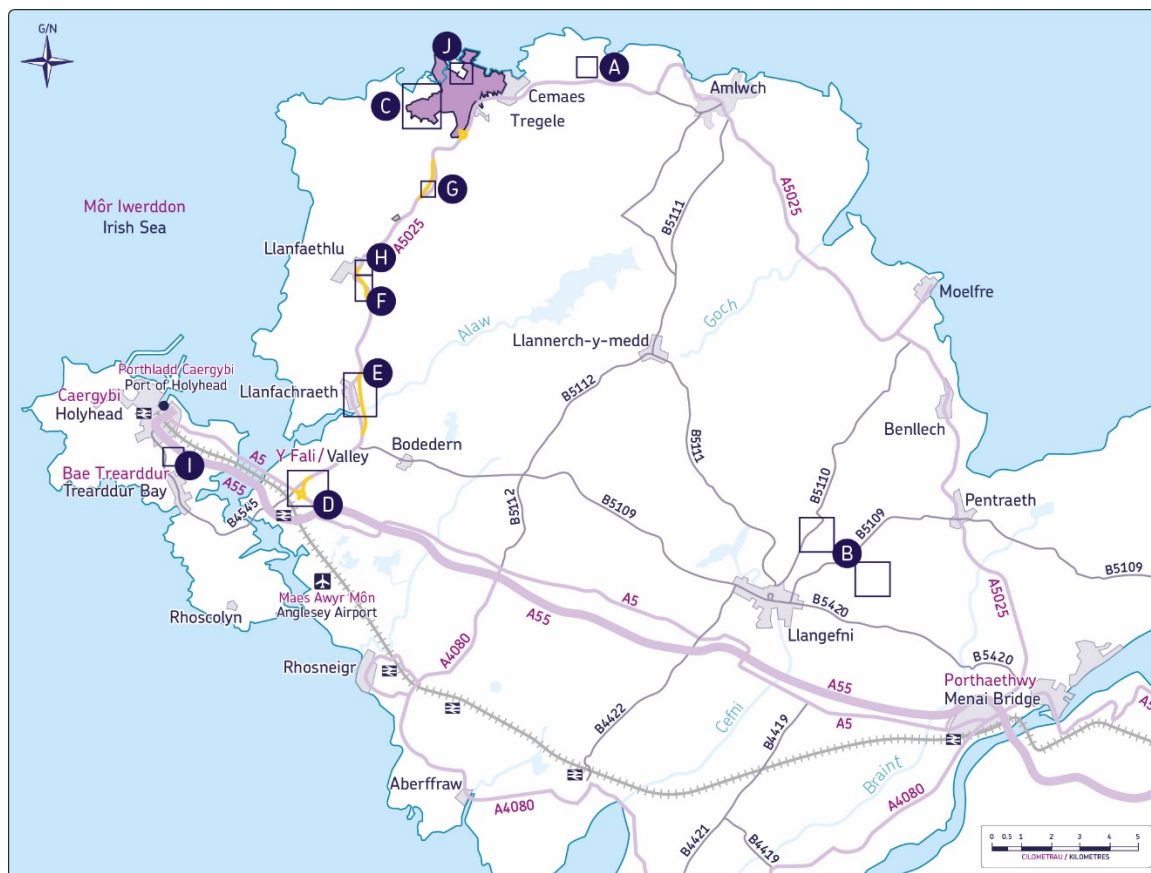 G/N
J
A
C
Cemaes
Tregele
Amlwch
G
A5025
Môr Iwerddon
Irish Sea
A5025
B5111
Llanfaethlu
H
F
Alaw
Goch
Moelfre
Llannerch-y-medd
Porthladd Caergybi
Port of Holyhead
E
Llanfachraeth
Caergybi
Holyhead
B5112
Benllech
Bodedern
B5111
Y Fali / Valley
A5
I
Bae Trearddur
Trearddur Bay
A55
B4545
D
B5112
B5109
B5110
B5109
Pentraeth
B
B5109
Maes Awyr Môn
Anglesey Airport
Rhoscolyn
A5
A55
B5420
Llangefni
A5025
Rhosneigr
A4080
B5420
Porthaethwy
Menai Bridge
A55
A5
A5
B4422
Cefni
B4419
Braint
Aberffraw
A4080
A4080
B4421
B4419
0 0.5 1 2 3 4 5
CILOMETRAU / KILOMETRES